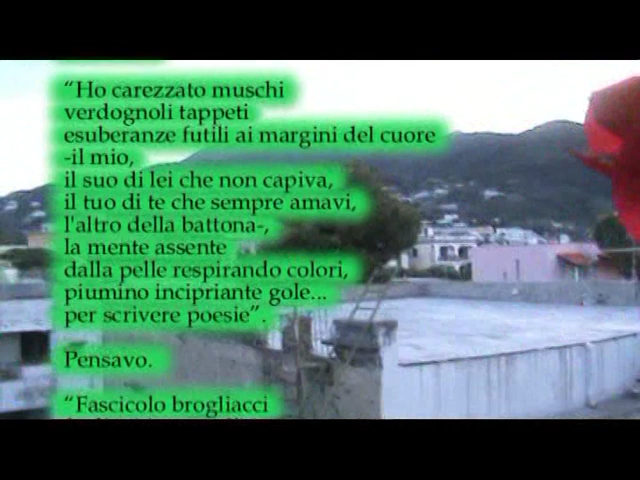 “Ho carezzato muschi
verdognoli tappeti
esuberanze futili ai margini del cuore
-il mio,
il suo di lei che non capiva,
il tuo di te che sempre amavi,
l'altro della battona-,
la mente assente
dalla pelle respirando colori,
piumino incipriante gole...
per scrivere poesie”.
Pensavo.
“Fascicolo brogliacci